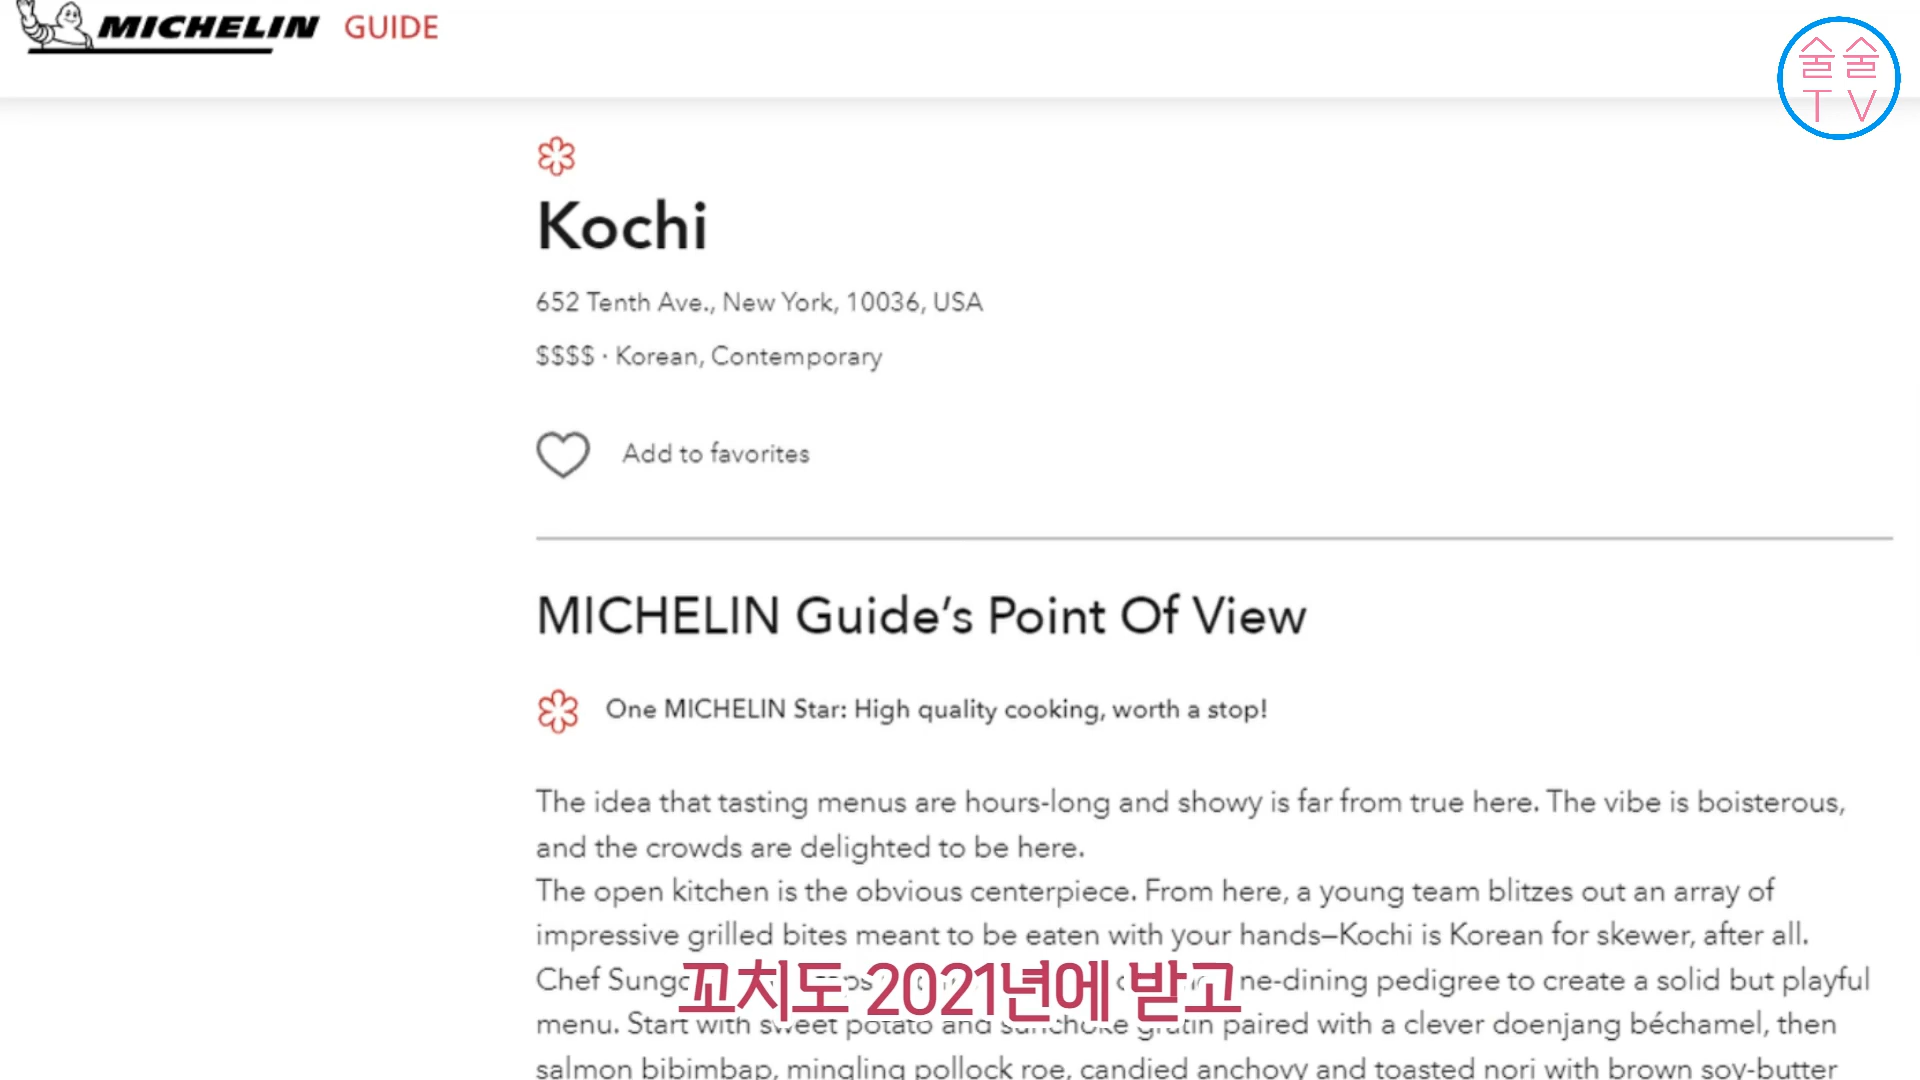 MICHELIN GUIDE
술술
TV
Kochi
652 Tenth Ave., New York, 10036, USA
$$$$ · Korean, Contemporary
Add to favorites
MICHELIN Guide’s Point Of View
One MICHELIN Star: High quality cooking, worth a stop!
The idea that tasting menus are hours-long and showy is far from true here. The vibe is boisterous,
and the crowds are delighted to be here.
The open kitchen is the obvious centerpiece. From here, a young team blitzes out an array of
impressive grilled bites meant to be eaten with your hands—Kochi is Korean for skewer, after all.
Chef ne-dining pedigree to create a solid but playful
꼬치도 2021년에 받고
menu. Start with sweet potato and sunchoke gratin paired with a clever doenjang béchamel, then
salmon bibimbap, mingling pollock roe, candied anchovy and toasted nori with brown soy-butter